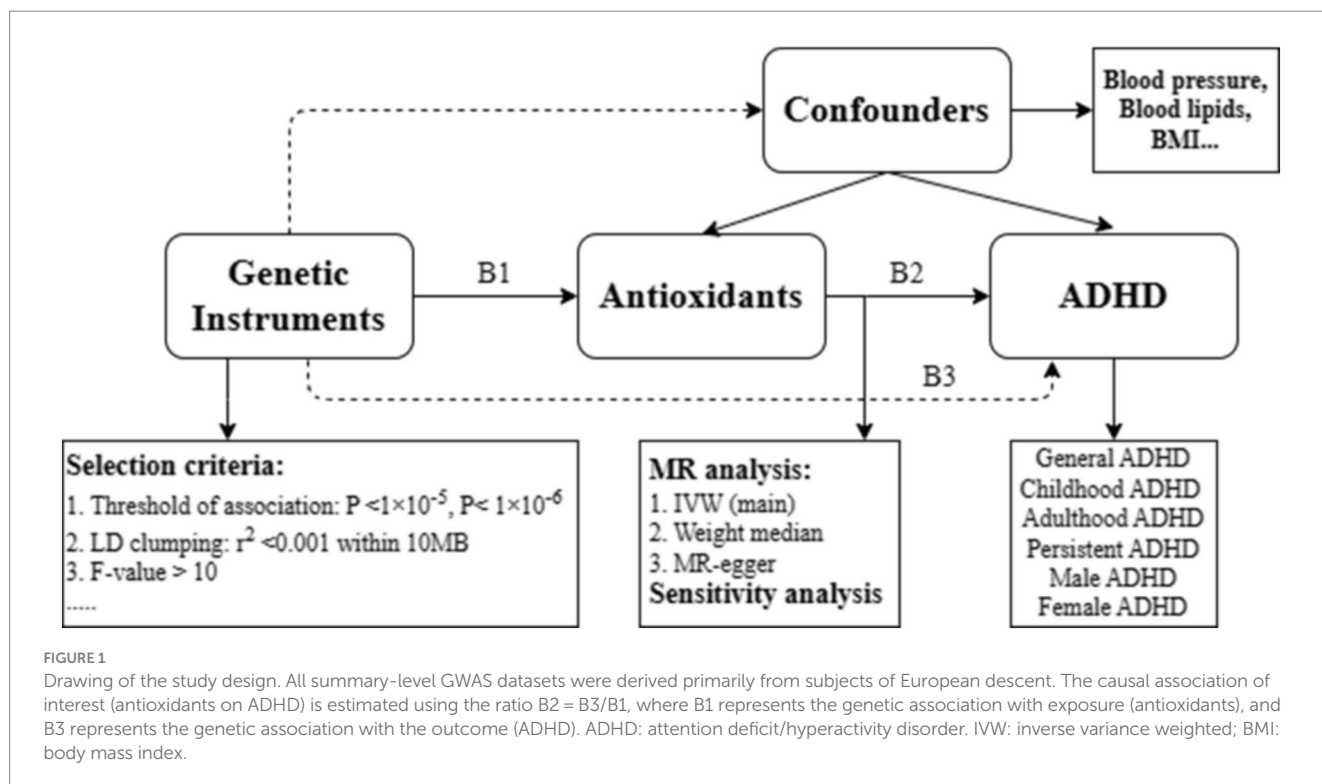 Confounders
Blood pressure,
Blood lipids,
BMI...
Genetic
Instruments
B1
Antioxidants
B2
ADHD
B3
Selection criteria:
1. Threshold of association: P <1×10⁻⁵, P< 1×10⁻⁶
2. LD clumping: r² <0.001 within 10MB
3. F-value > 10
.....
MR analysis:
1. IVW (main)
2. Weight median
3. MR-egger
Sensitivity analysis
General ADHD
Childhood ADHD
Adulthood ADHD
Persistent ADHD
Male ADHD
Female ADHD
FIGURE 1
Drawing of the study design. All summary-level GWAS datasets were derived primarily from subjects of European descent. The causal association of
interest (antioxidants on ADHD) is estimated using the ratio B2 = B3/B1, where B1 represents the genetic association with exposure (antioxidants), and
B3 represents the genetic association with the outcome (ADHD). ADHD: attention deficit/hyperactivity disorder. IVW: inverse variance weighted; BMI:
body mass index.